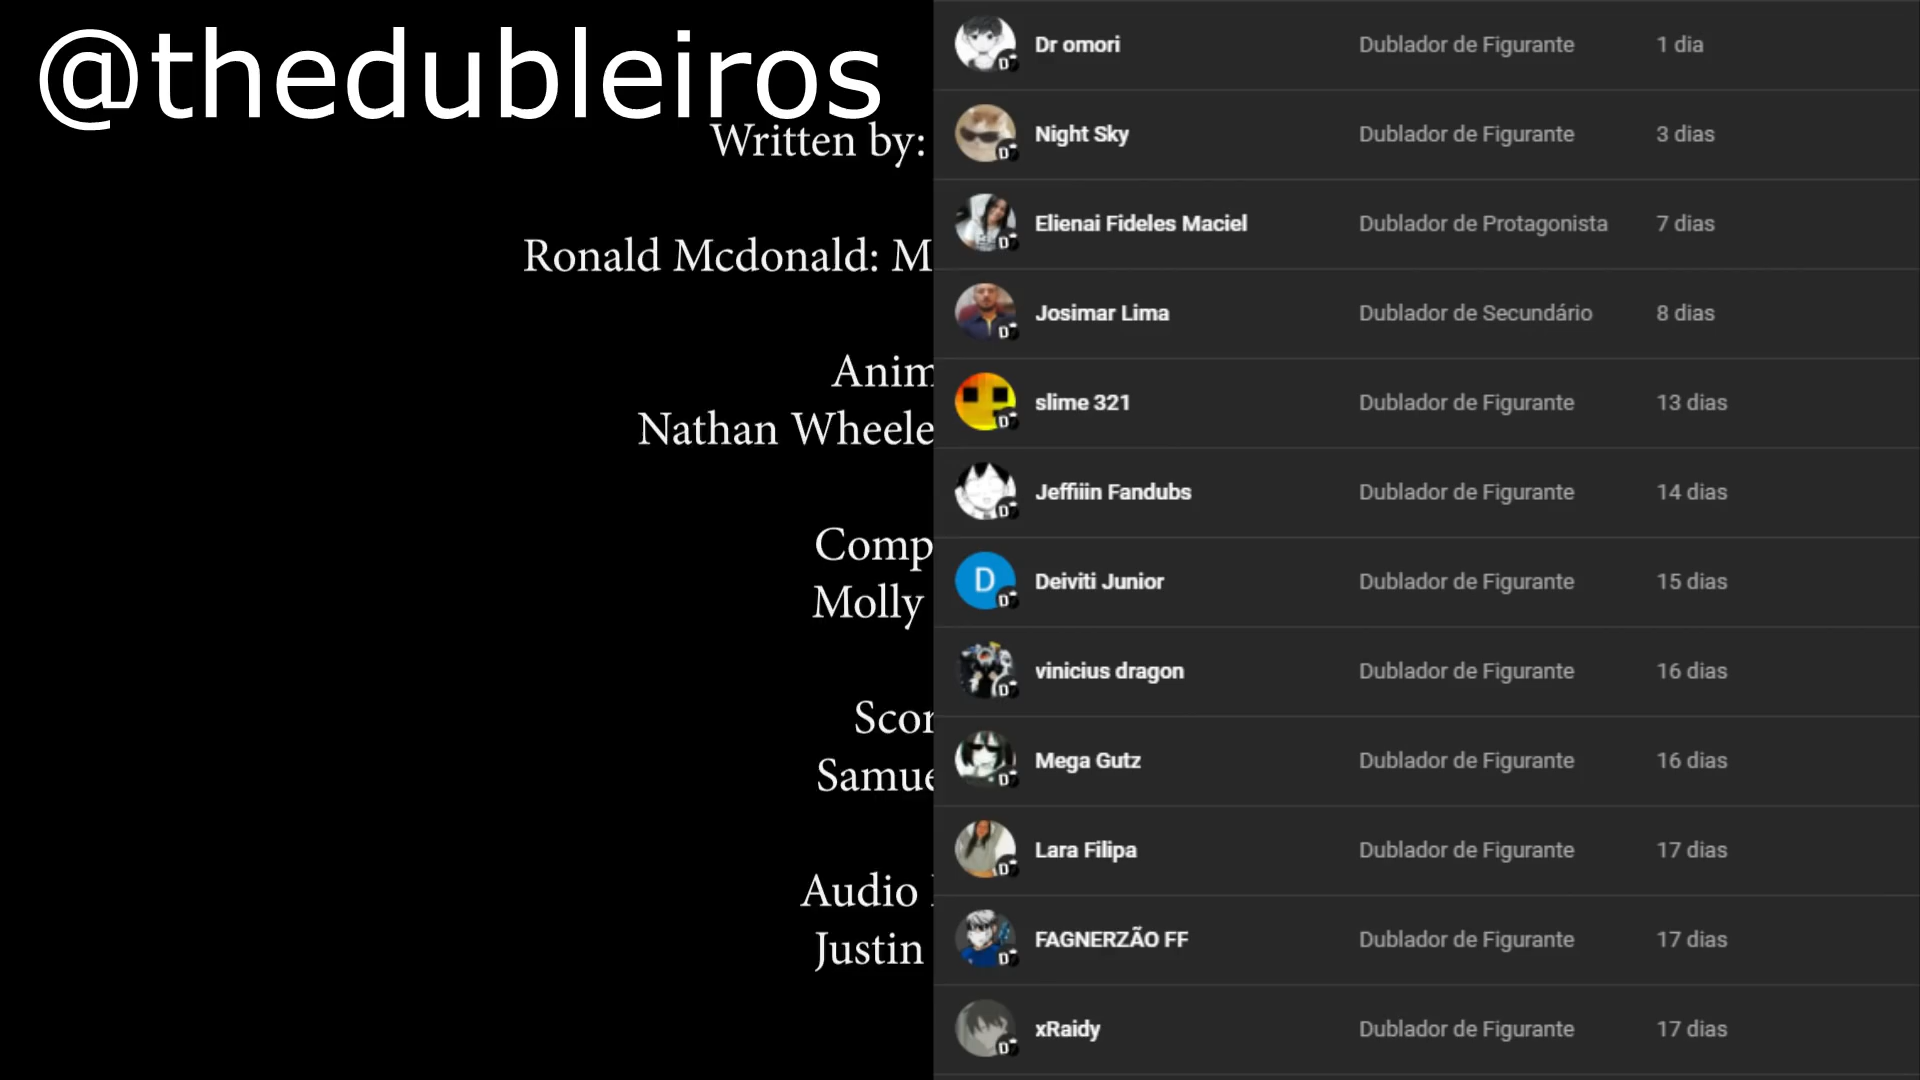 @thedubleiros
Written by:
Ronald Mcdonald: M
Anim
Nathan Wheele
Comp
Molly
Scor
Samue
Audio
Justin
Dr omori Dublador de Figurante 1 dia
Night Sky Dublador de Figurante 3 dias
Elienai Fideles Maciel Dublador de Protagonista 7 dias
Josimar Lima Dublador de Secundário 8 dias
slime 321 Dublador de Figurante 13 dias
Jeffiiin Fandubs Dublador de Figurante 14 dias
D Deiviti Junior Dublador de Figurante 15 dias
vinicius dragon Dublador de Figurante 16 dias
Mega Gutz Dublador de Figurante 16 dias
Lara Filipa Dublador de Figurante 17 dias
FAGNERZÃO FF Dublador de Figurante 17 dias
xRaidy Dublador de Figurante 17 dias